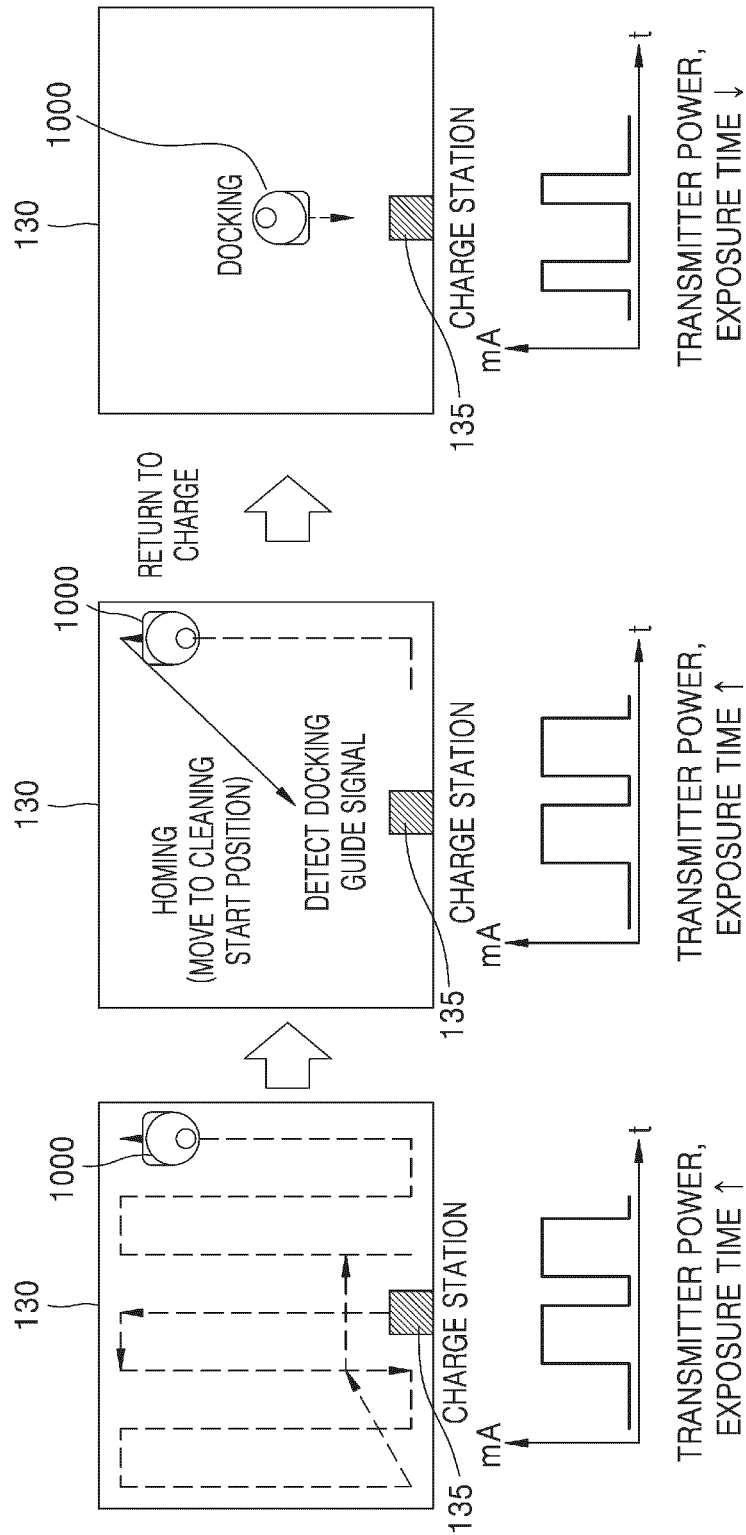 130
1000
CHARGE STATION
135
mA
t
TRANSMITTER POWER,
EXPOSURE TIME ↑
130
1000
HOMING
(MOVE TO CLEANING
START POSITION)
DETECT DOCKING
GUIDE SIGNAL
CHARGE STATION
135
mA
t
TRANSMITTER POWER,
EXPOSURE TIME ↑
RETURN TO
CHARGE
130
1000
DOCKING
CHARGE STATION
135
mA
t
TRANSMITTER POWER,
EXPOSURE TIME ↓